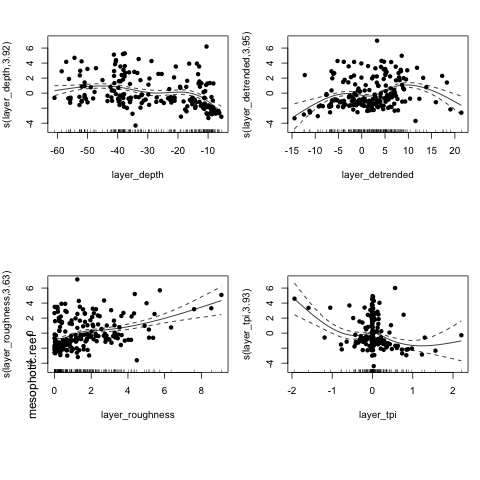 s(layer_depth,3.92)
6
4
2
0
-4
-60 -50 -40 -30 -20 -10
layer_depth
s(layer_detrended,3.95)
6
4
2
0
-4
-15 -10 -5 0 5 10 15 20
layer_detrended
s(layer_roughness,3.63)
mesophotic.reef
6
4
2
0
-4
0 2 4 6 8
layer_roughness
s(layer_tpi,3.93)
6
4
2
0
-4
-2 -1 0 1 2
layer_tpi